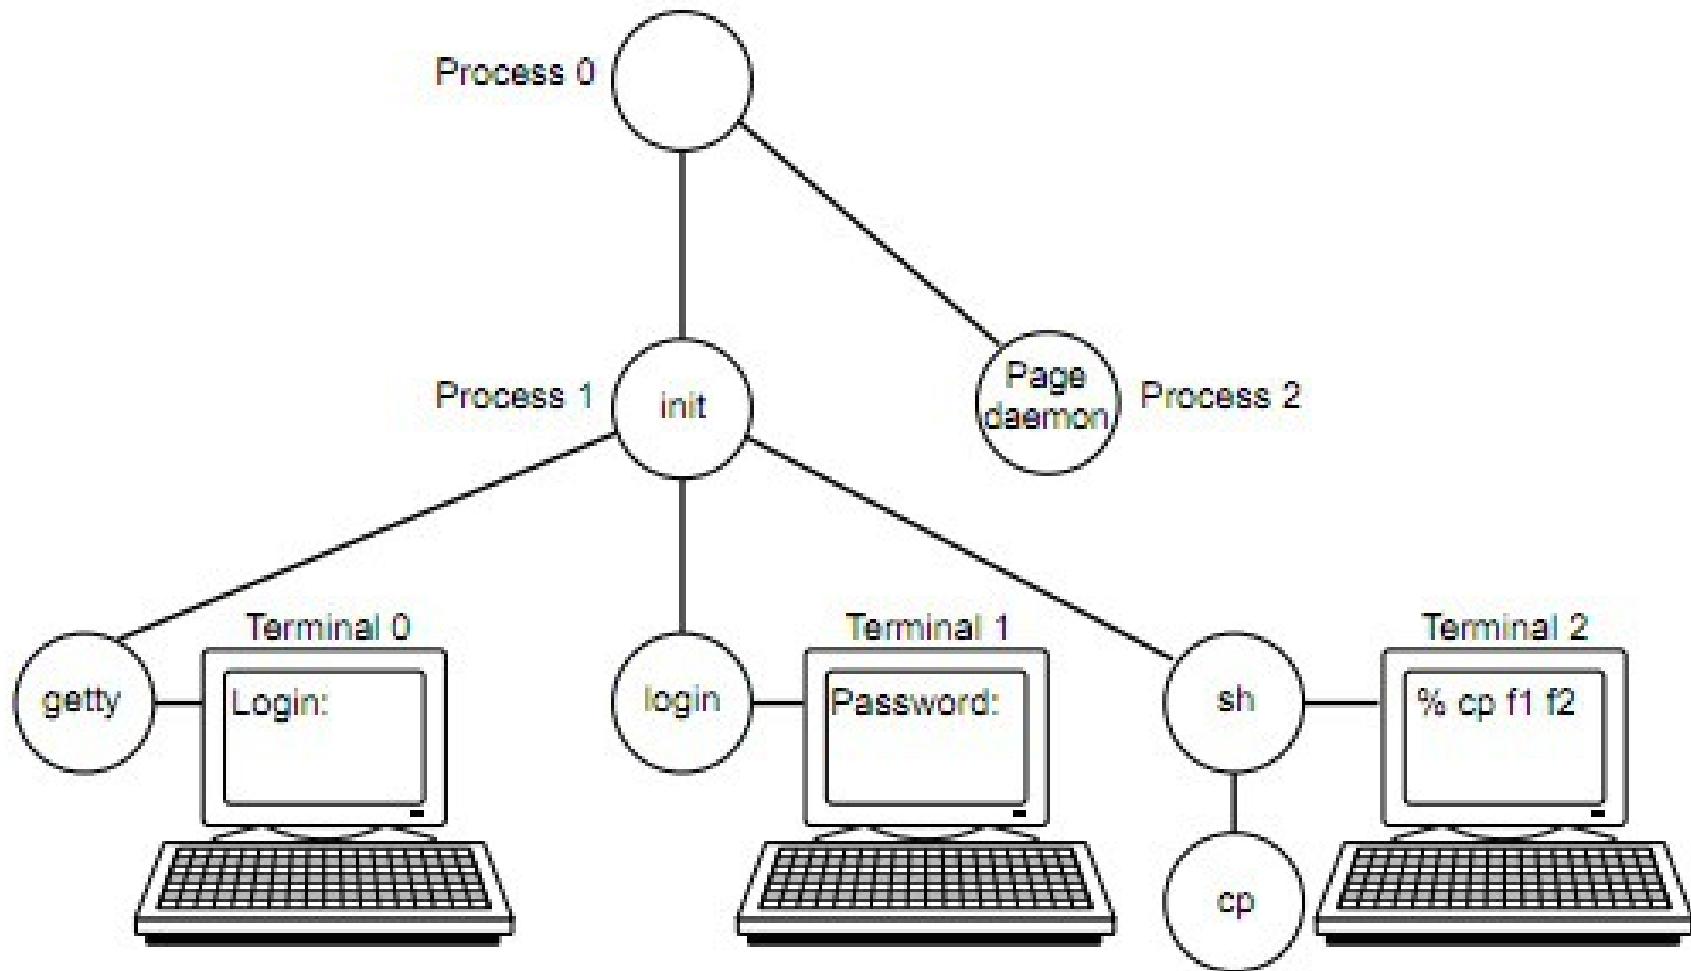 Process 0
Process 1
init
Page
daemon
Process 2
Terminal 0
Terminal 1
Terminal 2
getty
Login:
login
Password:
sh
% cp f1 f2
cp